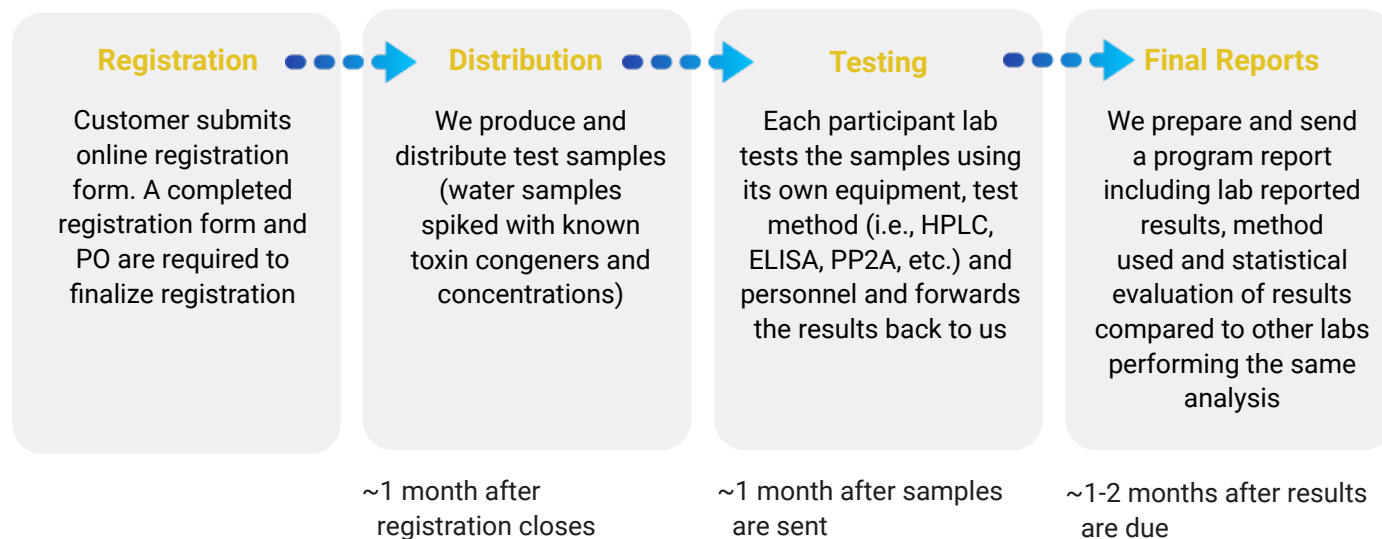 Registration
Customer submits
online registration
form. A completed
registration form and
PO are required to
finalize registration
Distribution
We produce and
distribute test samples
(water samples
spiked with known
toxin congeners and
concentrations)
~1 month after
registration closes
Testing
Each participant lab
tests the samples using
its own equipment, test
method (i.e., HPLC,
ELISA, PP2A, etc.) and
personnel and forwards
the results back to us
~1 month after samples
are sent
Final Reports
We prepare and send
a program report
including lab reported
results, method
used and statistical
evaluation of results
compared to other labs
performing the same
analysis
~1-2 months after results
are due